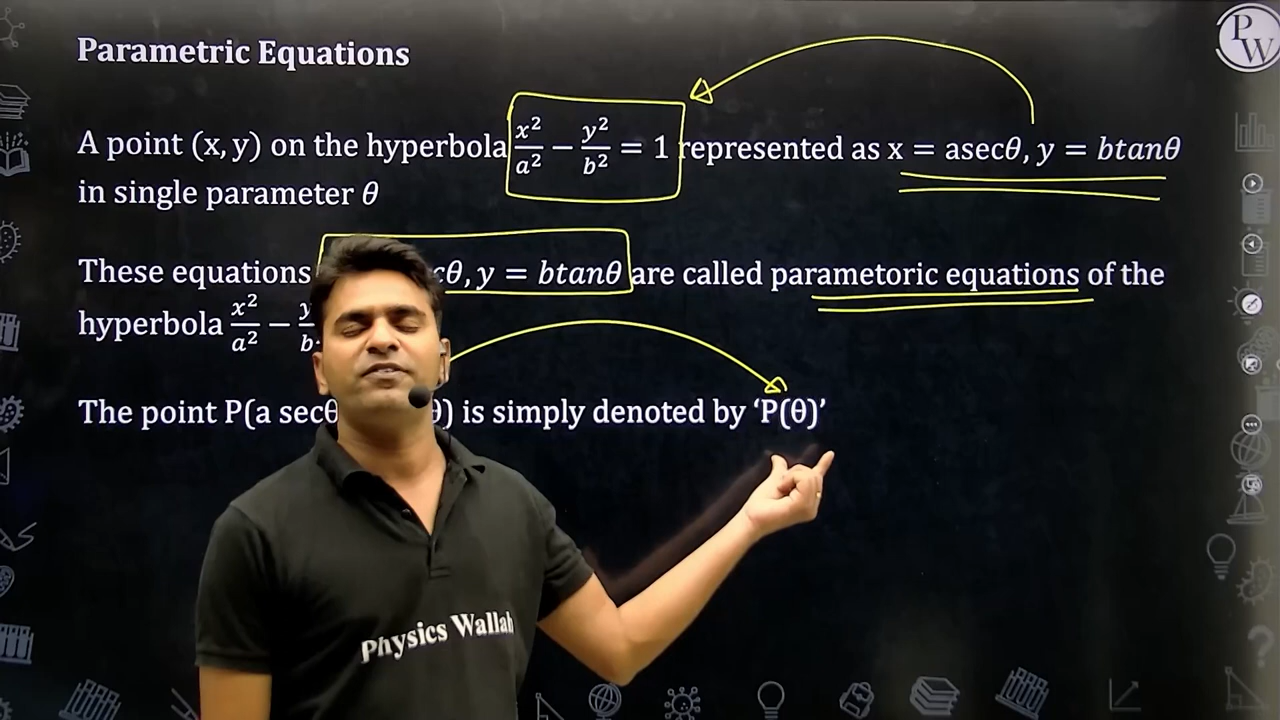 PW
Parametric Equations
A point (x, y) on the hyperbola x²/a² − y²/b² = 1 represented as x = asecθ, y = btanθ
in single parameter θ
These equations cθ, y = btanθ are called parametoric equations of the
hyperbola x²/a² −
The point P(a secθ θ) is simply denoted by ‘P(θ)’
Physics Wallah